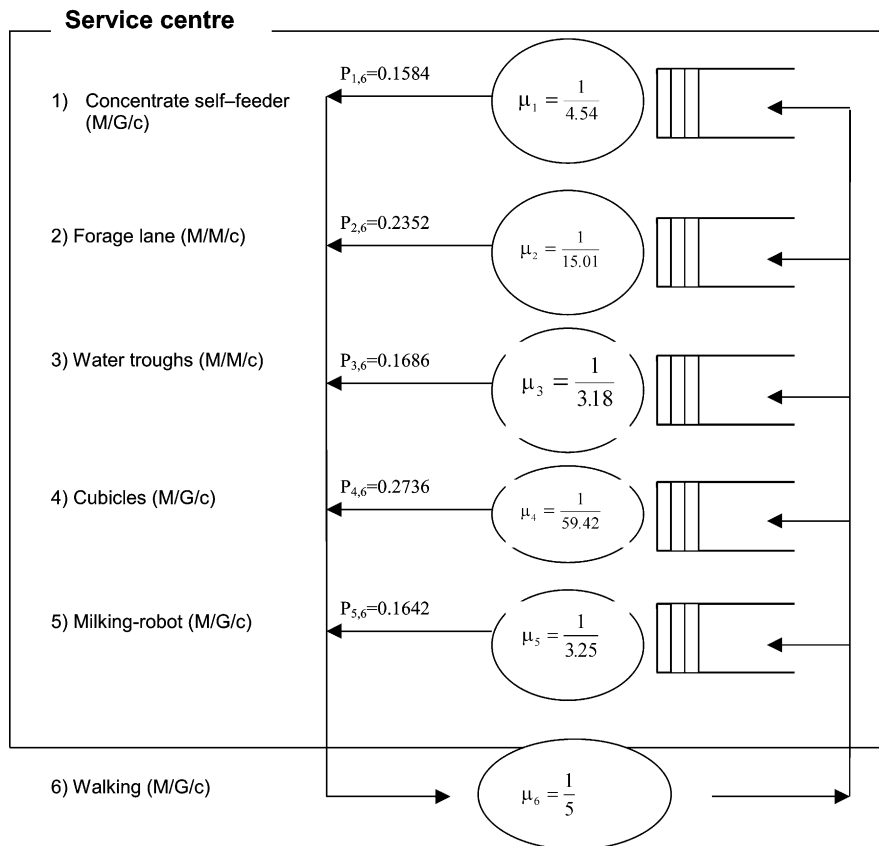 Service centre
P1,6=0.1584
1) Concentrate self–feeder
(M/G/c)
μ1 = 1/4.54
P2,6=0.2352
2) Forage lane (M/M/c)
μ2 = 1/15.01
P3,6=0.1686
3) Water troughs (M/M/c)
μ3 = 1/3.18
P4,6=0.2736
4) Cubicles (M/G/c)
μ4 = 1/59.42
P5,6=0.1642
5) Milking-robot (M/G/c)
μ5 = 1/3.25
6) Walking (M/G/c)
μ6 = 1/5